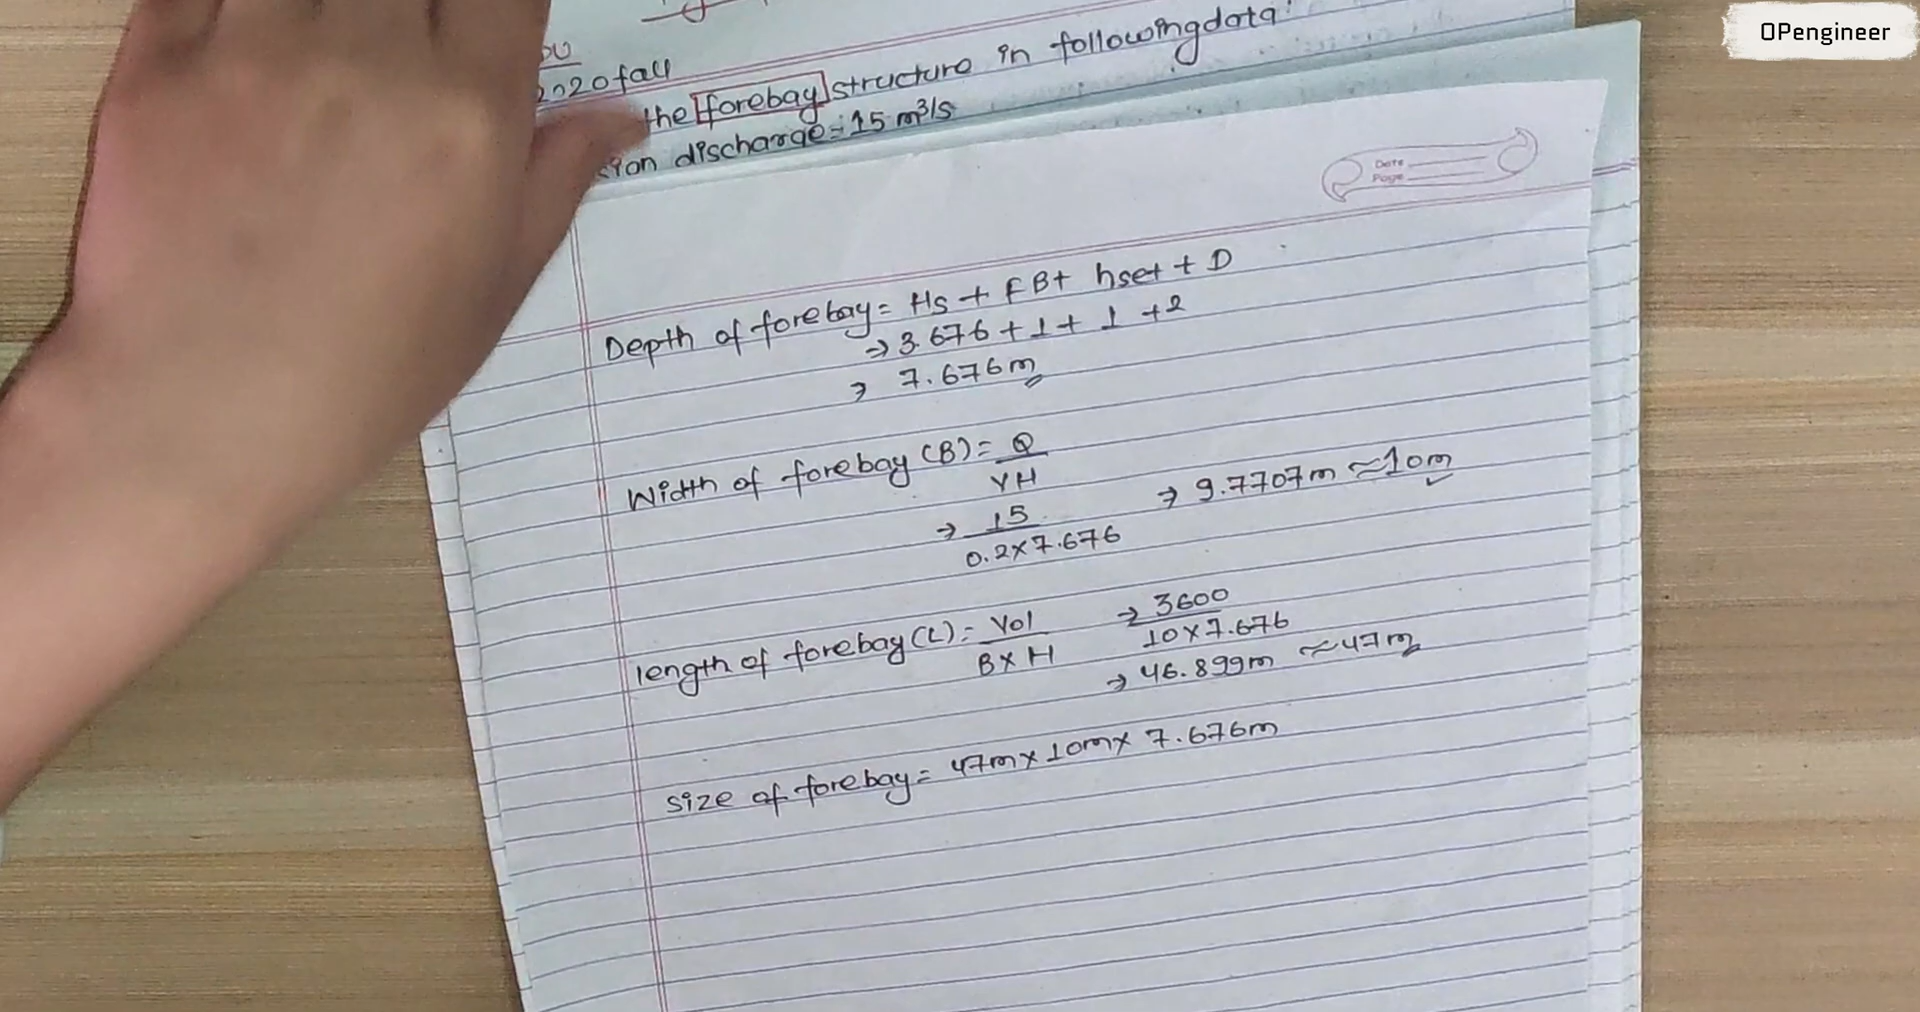 OPengineer
2020 fall
the forebay structure in following data:
discharge = 15 m³/s
Date
Page
Depth of forebay = Hs + FB + hset + D
→ 3.676 + 1 + 1 + 2
→ 7.676m
Width of forebay (B) = Q / VH
→ 15 / 0.2×7.676 → 9.7707m ≈ 10m
length of forebay (L) = Vol / B×H → 3600 / 10×7.676
→ 46.899m ≈ 47m
size of forebay = 47m × 10m × 7.676m